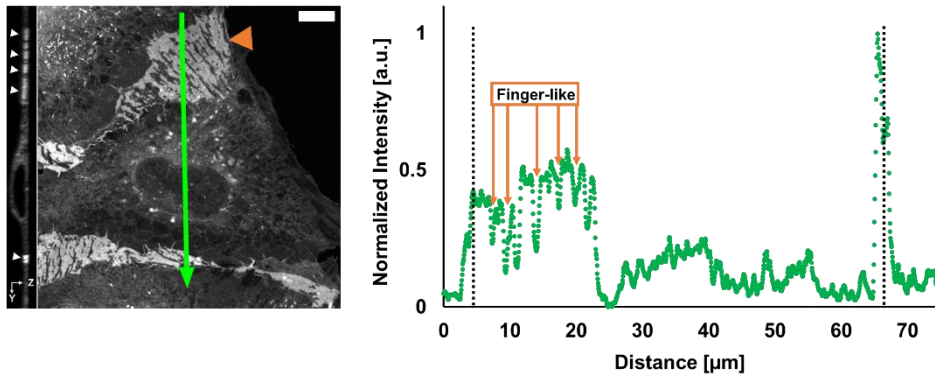 Z
Y
Normalized Intensity [a.u.]
1
0.5
0
Finger-like
0 10 20 30 40 50 60 70
Distance [µm]